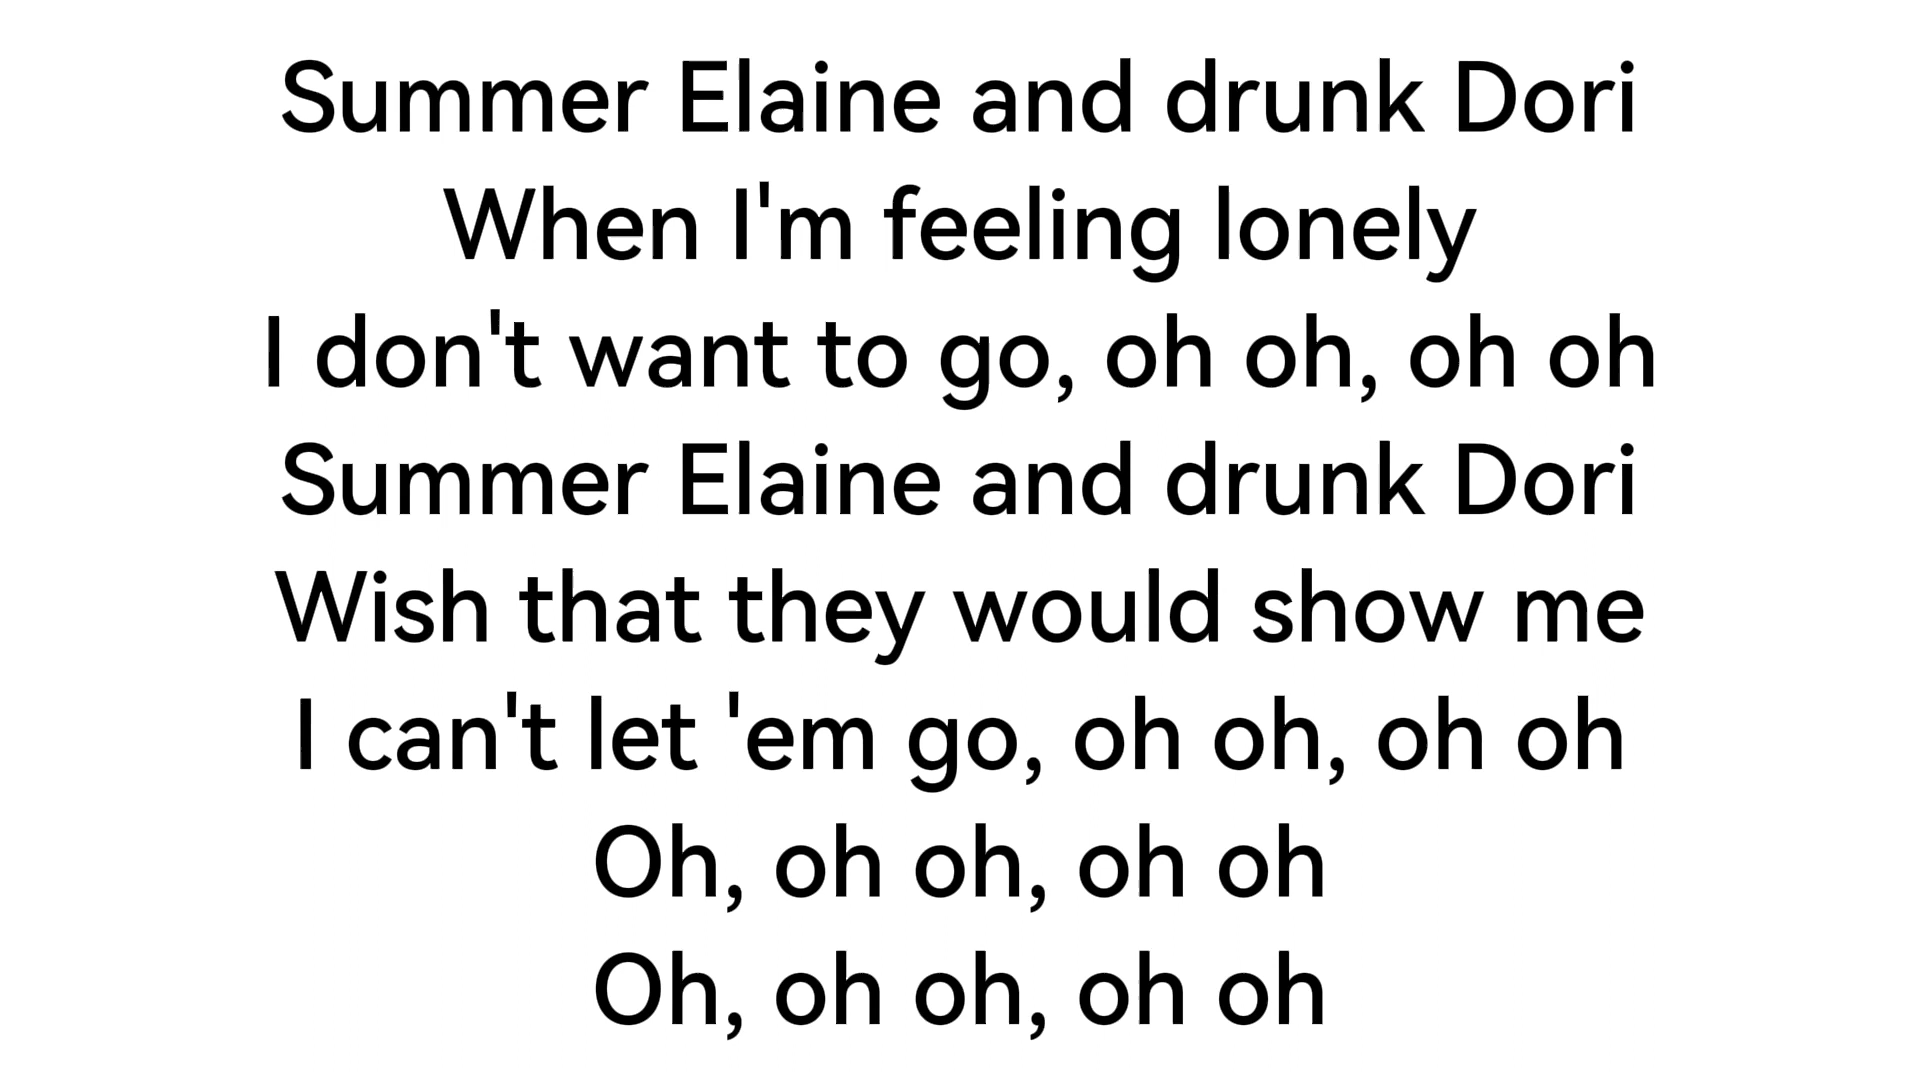 Summer Elaine and drunk Dori
When I'm feeling lonely
I don't want to go, oh oh, oh oh
Summer Elaine and drunk Dori
Wish that they would show me
I can't let 'em go, oh oh, oh oh
Oh, oh oh, oh oh
Oh, oh oh, oh oh